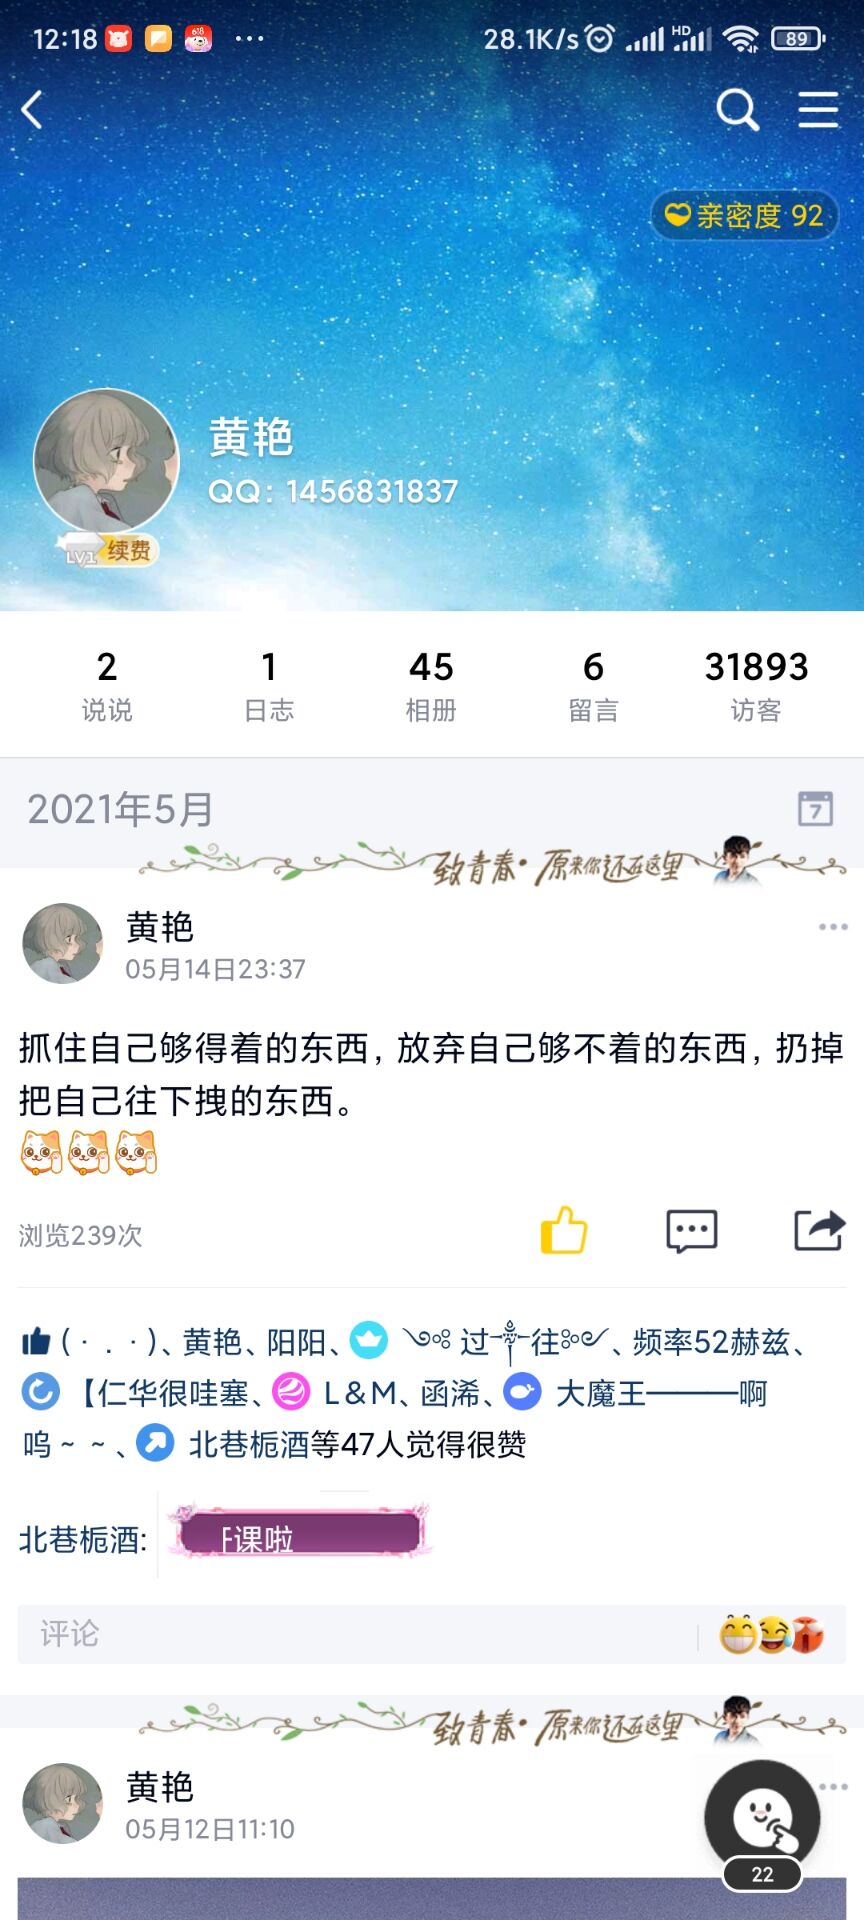 12:18
28.1K/s HD 89
亲密度 92
黄艳
QQ: 1456831837
LV1 续费
2 1 45 6 31893
说说 日志 相册 留言 访客
2021年5月
7
致青春·原来你还在这里
黄艳
05月14日23:37
抓住自己够得着的东西，放弃自己够不着的东西，扔掉
把自己往下拽的东西。
浏览239次
(· . ·)、黄艳、阳阳、过往、频率52赫兹、
【仁华很哇塞、L&M、函浠、大魔王———啊
呜~~、北巷栀酒等47人觉得很赞
北巷栀酒: 课啦
评论
致青春·原来你还在这里
黄艳
05月12日11:10
22